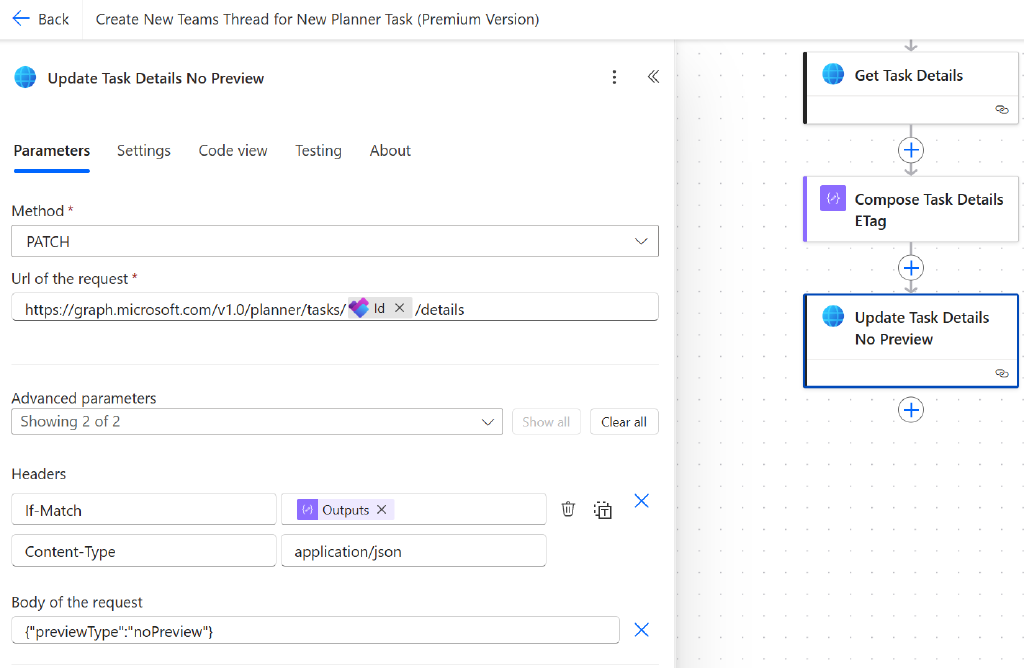 Back
Create New Teams Thread for New Planner Task (Premium Version)
Update Task Details No Preview
Parameters Settings Code view Testing About
Method *
PATCH
Url of the request *
https://graph.microsoft.com/v1.0/planner/tasks/ Id /details
Advanced parameters
Showing 2 of 2
Show all
Clear all
Headers
If-Match
Outputs
Content-Type
application/json
Body of the request
{"previewType":"noPreview"}
Get Task Details
Compose Task Details
ETag
Update Task Details
No Preview